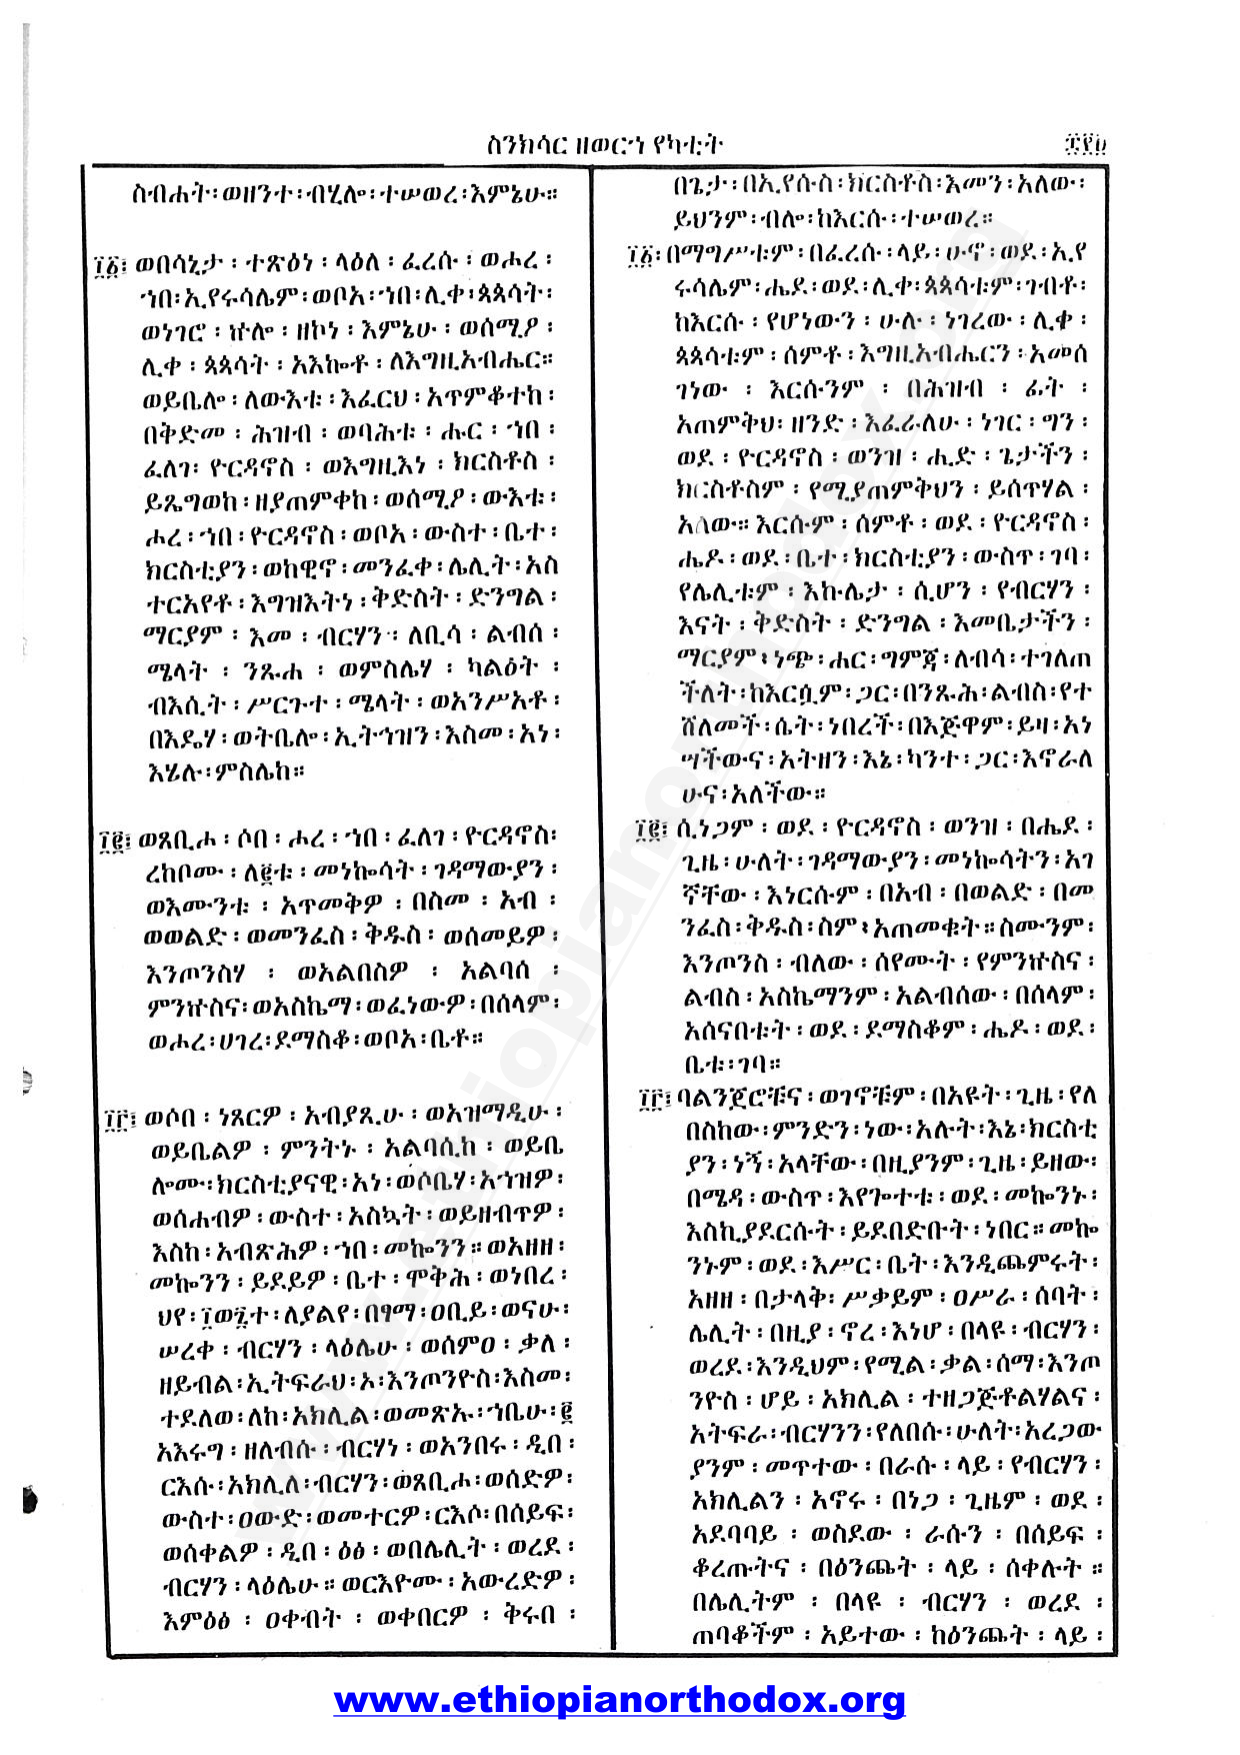 ስንክሳር ዘወርኀ የካቲት
ስብሐት፡ወዘንተ፡ብሂሎ፡ተሠወረ፡እምኔሁ።
፲፩፤ ወበሳኒታ ፡ ተጽዕነ ፡ ላዕለ ፡ ፈረሱ ፡ ወሖረ ፡
ኀበ፡ኢየሩሳሌም፡ወቦአ፡ኀበ፡ሊቀ፡ጳጳሳት፡
ወነገሮ ፡ ኵሎ ፡ ዘኮነ ፡ እምኔሁ ፡ ወሰሚዖ ፡
ሊቀ ፡ ጳጳሳት ፡ አእኰቶ ፡ ለእግዚአብሔር።
ወይቤሎ፡ለውእቱ፡እፈርህ፡አጥምቆተከ፡
በቅድመ ፡ ሕዝብ ፡ ወባሕቱ ፡ ሑር ፡ ኀበ ፡
ፈለገ፡ ዮርዳኖስ ፡ ወእግዚእነ ፡ ክርስቶስ ፡
ይጼግወከ፡ዘያጠምቀከ፡ወሰሚዖ፡ውእቱ፡
ሖረ፡ኀበ፡ዮርዳኖስ፡ወቦአ፡ውስተ፡ቤተ፡
ክርስቲያን፡ወከዊኖ፡መንፈቀ፡ሌሊት፡አስ
ተርአየቶ፡እግዝእትነ፡ቅድስት፡ድንግል፡
ማርያም ፡ እመ ፡ ብርሃን ፡ ለቢሳ ፡ ልብሰ ፡
ሜላት ፡ ንጹሐ ፡ ወምስሌሃ ፡ ካልዕት ፡
ብእሲት፡ ሥርጉተ ፡ ሜላት ፡ ወአንሥአቶ፡
በእዴሃ፡ወትቤሎ፡ኢትኀዝን፡እስመ፡አነ፡
እሄሉ፡ምስሌከ።
፲፪፤ ወጸቢሖ ፡ ሶበ ፡ ሖረ ፡ ኀበ ፡ ፈለገ ፡ ዮርዳኖስ፡
ረከቦሙ ፡ ለ፪ቱ ፡ መነኰሳት ፡ ገዳማውያን ፡
ወእሙንቱ ፡ አጥመቅዎ ፡ በስመ ፡ አብ ፡
ወወልድ፡ ወመንፈስ፡ ቅዱስ፡ ወሰመይዎ፡
እንጦንስሃ ፡ ወአልበስዎ ፡ አልባሰ ፡
ምንኵስና፡ወአስኬማ፡ወፈነውዎ፡በሰላም፡
ወሖረ፡ሀገረ፡ደማስቆ፡ወቦአ፡ቤቶ።
፲፫፤ ወሶበ ፡ ነጸርዎ ፡ አብያጺሁ ፡ ወአዝማዲሁ ፡
ወይቤልዎ ፡ ምንትኑ ፡ አልባሲከ ፡ ወይቤ
ሎሙ፡ክርስቲያናዊ፡አነ፡ወሶቤሃ፡አኀዝዎ፡
ወሰሐብዎ፡ውስተ፡አስኳት፡ወይዘብጥዎ፡
እስከ፡አብጽሕዎ፡ኀበ፡መኰንን። ወአዘዘ፡
መኰንን ፡ ይደይዎ ፡ ቤተ ፡ ሞቅሕ ፡ ወነበረ ፡
ህየ፡፲ወ፯ተ፡ለያልየ፡በፃማ፡ዐቢይ፡ወናሁ፡
ሠረቀ ፡ ብርሃን ፡ ላዕሌሁ ፡ ወሰምዐ ፡ ቃለ ፡
ዘይብል፡ኢትፍራህ፡ኦ፡እንጦንዮስ፡እስመ፡
ተደለወ፡ለከ፡አክሊል፡ወመጽኡ፡ኀቤሁ፡፪
አእሩግ ፡ ዘለብሱ ፡ ብርሃነ ፡ ወአንበሩ ፡ ዲበ ፡
ርእሱ፡አክሊለ፡ብርሃን፡ወጸቢሖ፡ወሰድዎ፡
ውስተ፡ዐውድ፡ወመተርዎ፡ርእሶ፡በሰይፍ፡
ወሰቀልዎ ፡ ዲበ ፡ ዕፅ ፡ ወበሌሊት ፡ ወረደ ፡
ብርሃን፡ላዕሌሁ። ወርእዮሙ፡አውረድዎ፡
እምዕፅ ፡ ዐቀብት ፡ ወቀበርዎ ፡ ቅሩበ ፡
በጌታ፡በኢየሱስ፡ክርስቶስ፡እመን፡አለው፡
ይህንም፡ብሎ፡ከእርሱ፡ተሠወረ።
፲፩፡በማግሥቱም፡በፈረሱ፡ላይ፡ሁኖ፡ወደ፡ኢየ
ሩሳሌም፡ሔደ፡ወደ፡ሊቀ፡ጳጳሳቱም፡ገብቶ፡
ከእርሱ፡የሆነውን፡ሁሉ፡ነገረው፡ሊቀ፡
ጳጳሳቱም፡ሰምቶ፡እግዚአብሔርን፡አመሰ
ገነው ፡ እርሱንም ፡ በሕዝብ ፡ ፊት ፡
አጠምቅህ፡ ዘንድ ፡ እፈራለሁ ፡ ነገር ፡ ግን ፡
ወደ ፡ ዮርዳኖስ ፡ ወንዝ ፡ ሒድ ፡ ጌታችን ፡
ክርስቶስም ፡ የሚያጠምቅህን ፡ ይሰጥሃል ፡
አለው። እርሱም ፡ ሰምቶ ፡ ወደ ፡ ዮርዳኖስ ፡
ሔዶ፡ ወደ፡ ቤተ፡ ክርስቲያን፡ ውስጥ ፡ ገባ፡
የሌሊቱም ፡ እኩሌታ ፡ ሲሆን ፡ የብርሃን ፡
እናት ፡ ቅድስት ፡ ድንግል ፡ እመቤታችን ፡
ማርያም፤ነጭ፡ሐር፡ግምጃ፡ለብሳ፡ተገለጠ
ችለት፡ከእርሷም፡ጋር፡በንጹሕ፡ልብስ፡የተ
ሸለመች፡ሴት፡ነበረች፡በእጅዋም፡ይዛ፡አነ
ሣችውና፡አትዘን፡እኔ፡ካንተ፡ጋር፡እኖራለ
ሁና፡አለችው።
፲፪፤ ሲነጋም ፡ ወደ ፡ ዮርዳኖስ ፡ ወንዝ ፡ በሔደ ፡
ጊዜ፡ሁለት፡ገዳማውያን፡መነኰሳትን፡አገ
ኛቸው፡እነርሱም፡በአብ፡በወልድ፡በመ
ንፈስ፡ቅዱስ፡ስም፤አጠመቁት።ስሙንም፡
እንጦንስ፡ብለው፡ሰየሙት፡የምንኵስና፡
ልብስ፡አስኬማንም፡አልብሰው፡በሰላም፡
አሰናበቱት፡ወደ፡ደማስቆም፡ሔዶ፡ወደ፡
ቤቱ፡ገባ።
፲፫፤ባልንጀሮቹና፡ወገኖቹም፡በአዩት፡ጊዜ፡የለ
በስከው፡ምንድን፡ነው፡አሉት፡እኔ፡ክርስቲ
ያን፡ነኝ፡አላቸው፡በዚያንም፡ጊዜ፡ይዘው፡
በሜዳ፡ውስጥ፡እየጐተቱ፡ወደ፡መኰንኑ፡
እስኪያደርሱት፡ይደበድቡት፡ነበር።መኰ
ንኑም፡ወደ፡እሥር፡ቤት፡እንዲጨምሩት፡
አዘዘ፡በታላቅ፡ሥቃይም፡ዐሥራ፡ሰባት፡
ሌሊት፡በዚያ፡ኖረ፡እነሆ፡በላዩ፡ብርሃን፡
ወረደ፡እንዲህም፡የሚል፡ቃል፡ሰማ፡እንጦ
ንዮስ፡ሆይ፡አክሊል፡ተዘጋጅቶልሃልና፡
አትፍራ፡ብርሃንን፡የለበሱ፡ሁለት፡አረጋው
ያንም ፡ መጥተው ፡ በራሱ ፡ ላይ ፡ የብርሃን ፡
አክሊልን ፡ አኖሩ ፡ በነጋ ፡ ጊዜም ፡ ወደ ፡
አደባባይ ፡ ወስደው ፡ ራሱን ፡ በሰይፍ ፡
ቆረጡትና ፡ በዕንጨት ፡ ላይ ፡ ሰቀሉት ።
በሌሊትም ፡ በላዩ ፡ ብርሃን ፡ ወረደ ፡
ጠባቆችም ፡ አይተው ፡ ከዕንጨት ፡ ላይ ፡
www.ethiopianorthodox.org
www.ethiopianorthodox.org